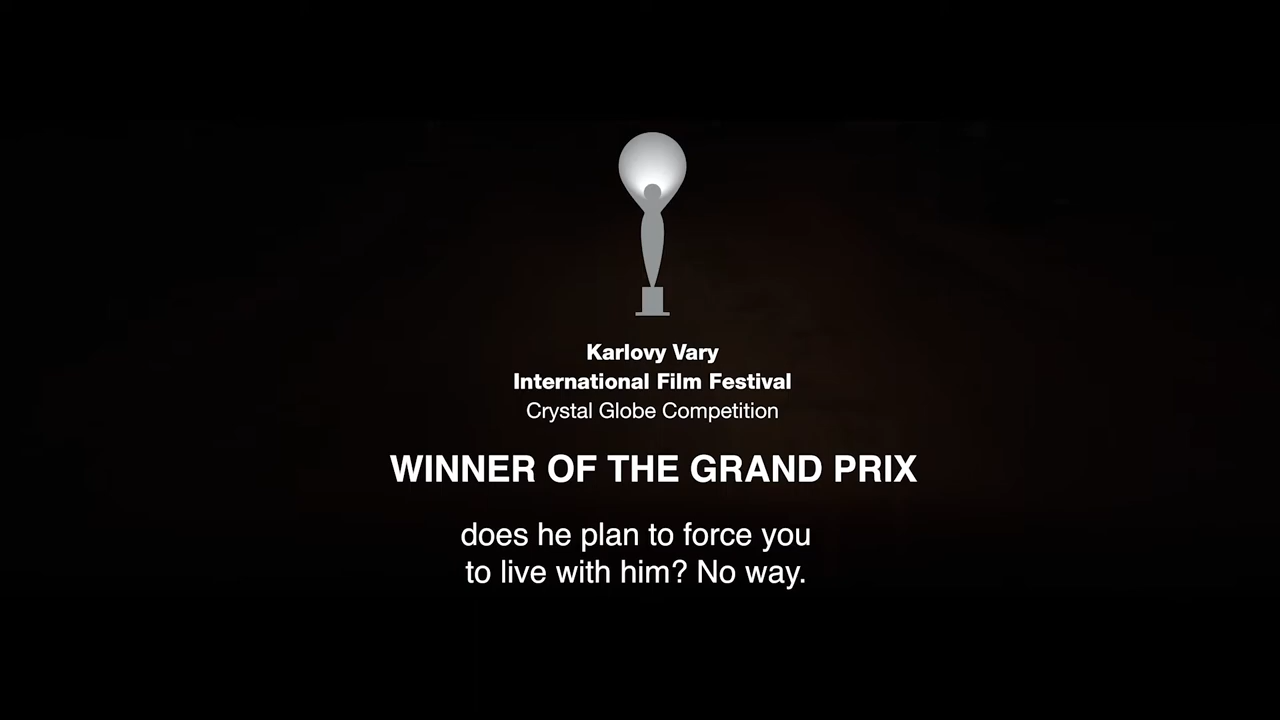 Karlovy Vary
International Film Festival
Crystal Globe Competition
WINNER OF THE GRAND PRIX
does he plan to force you
to live with him? No way.